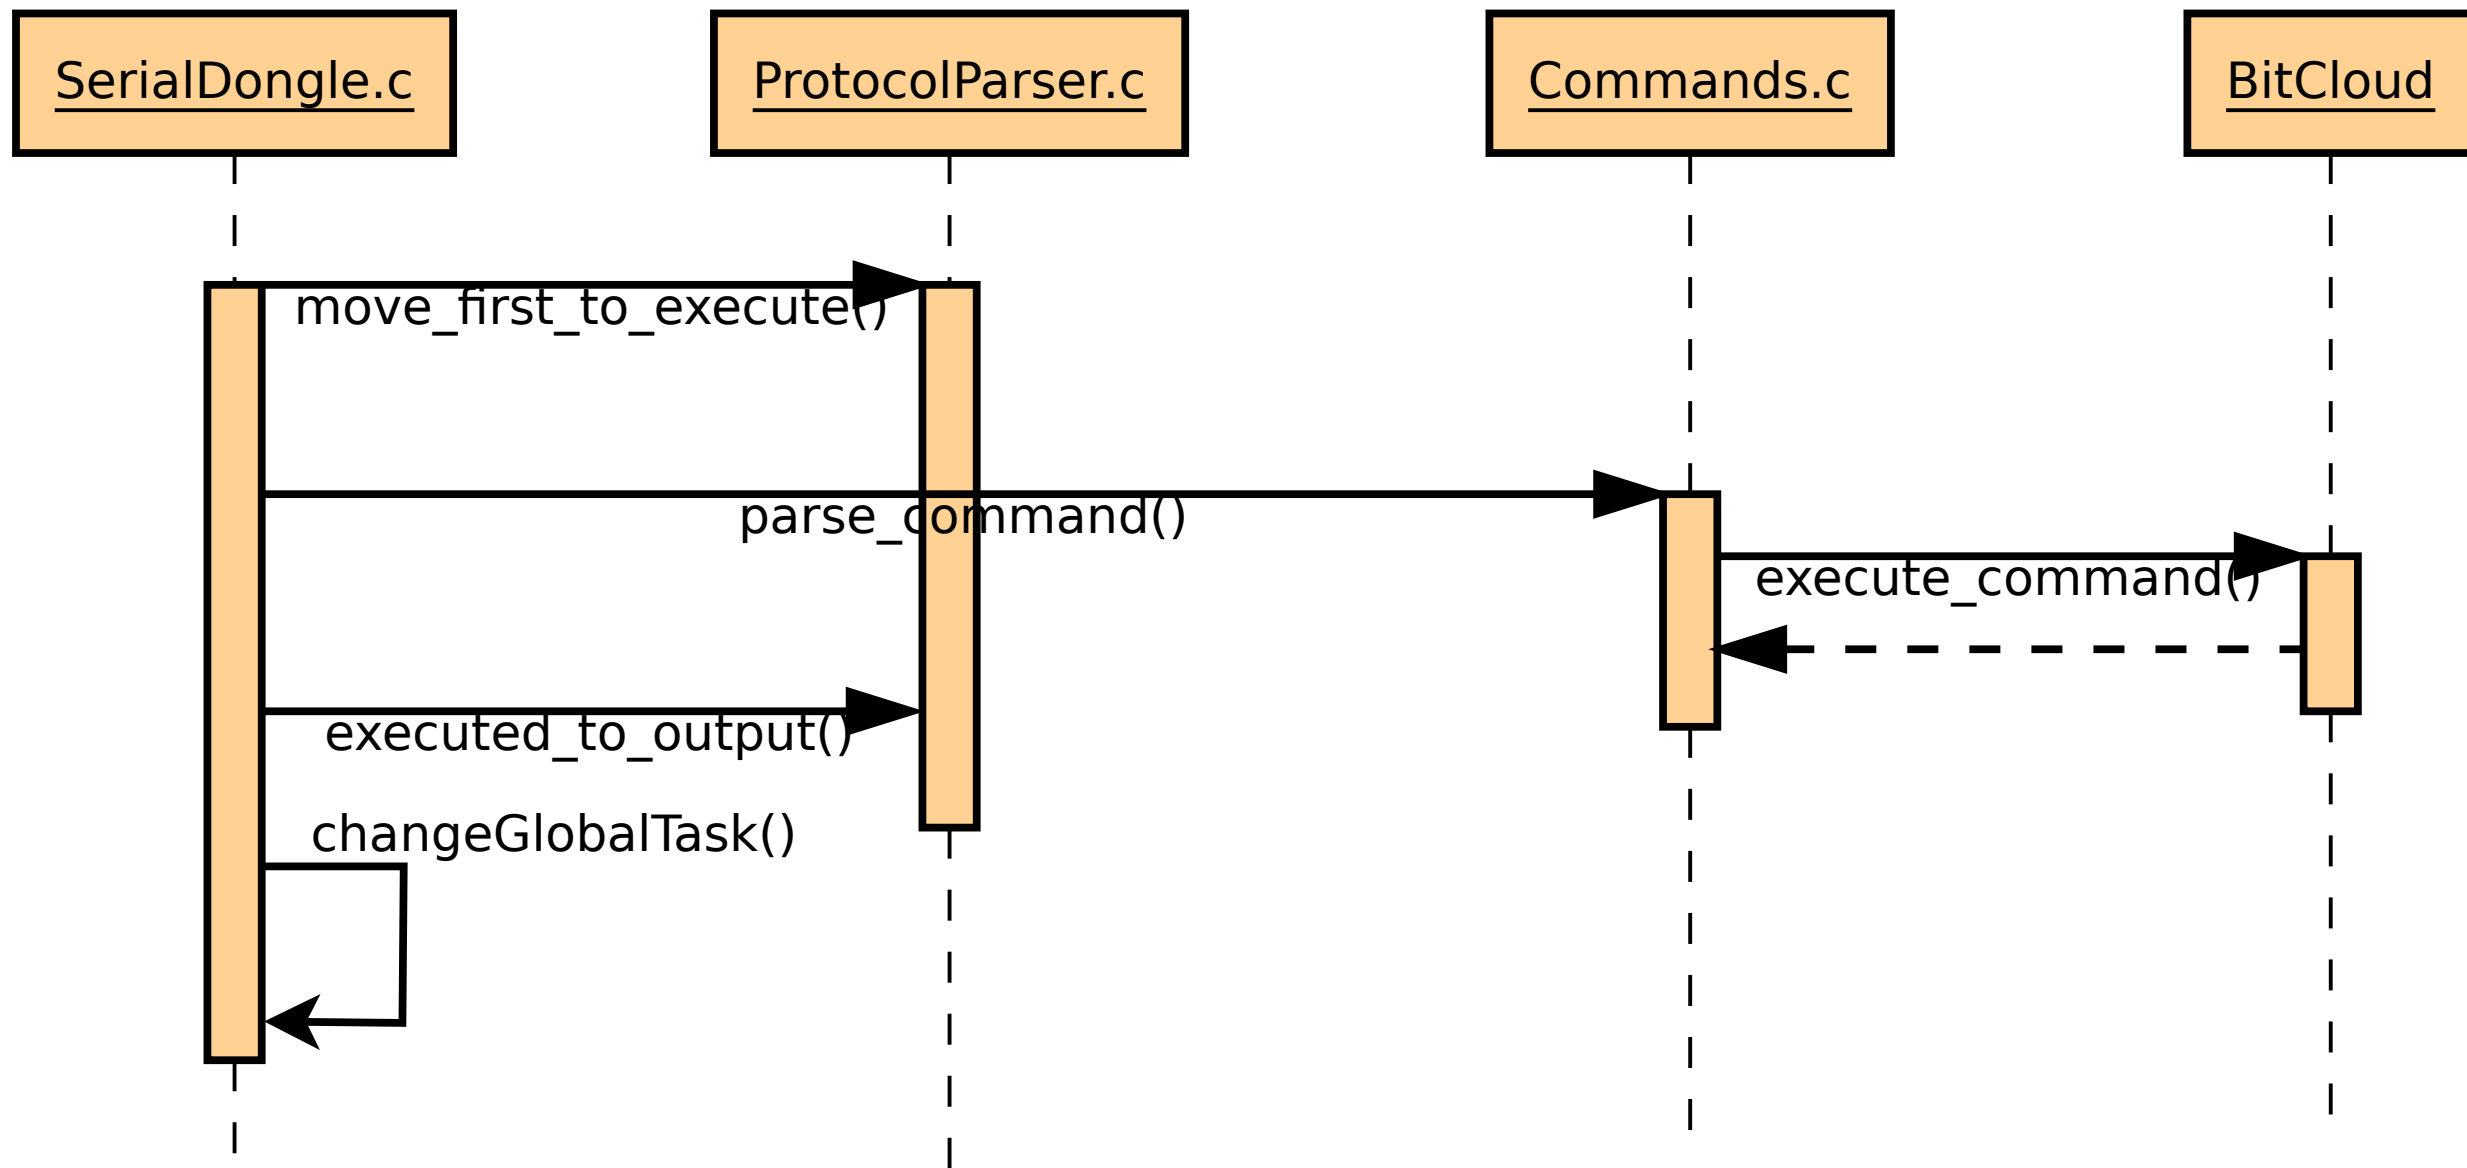 SerialDongle.c
ProtocolParser.c
Commands.c
BitCloud
move_first_to_execute()
parse_command()
execute_command()
executed_to_output()
changeGlobalTask()